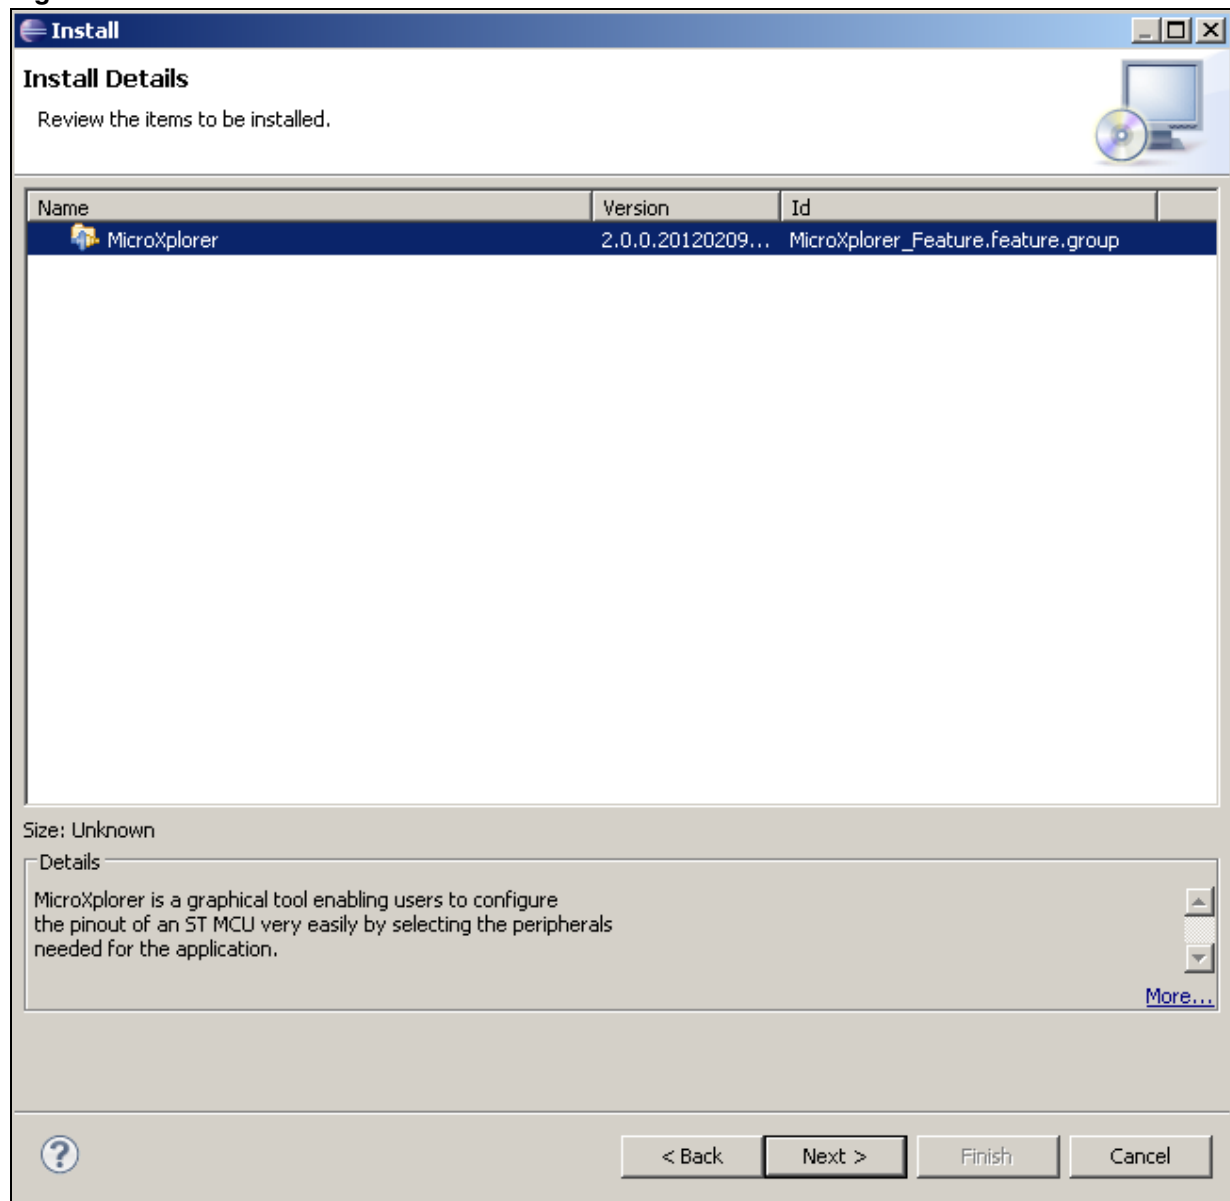 Install
Install Details
Review the items to be installed.
Name Version Id
MicroXplorer 2.0.0.20120209... MicroXplorer_Feature.feature.group
Size: Unknown
Details
MicroXplorer is a graphical tool enabling users to configure
the pinout of an ST MCU very easily by selecting the peripherals
needed for the application.
More...
< Back Next > Finish Cancel